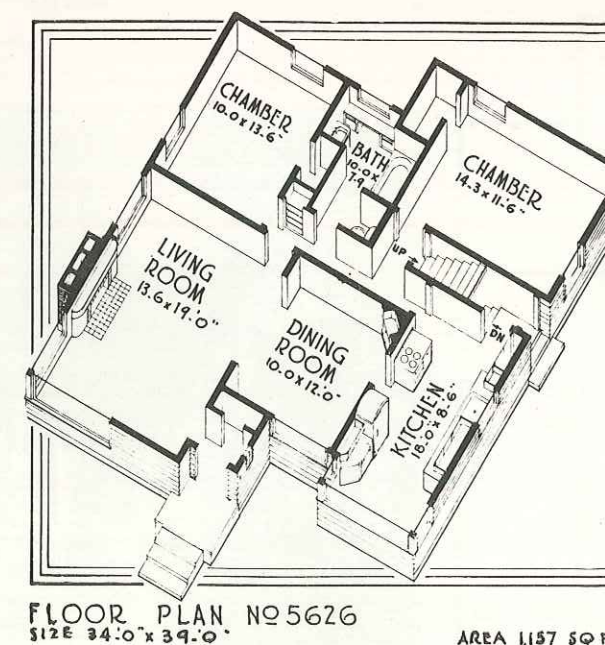 CHAMBER
10.0 x 13'-6"
BATH
10.0 x
7-9
CHAMBER
14.3 x 11'-6"
LIVING
ROOM
13.6 x 19'-0"
UP
DINING
ROOM
10.0 x 12'-0"
DN
KITCHEN
18'-0" x 8'-6"
FLOOR PLAN No 5626
SIZE 34'-0" x 39'-0"
AREA 1,157 SQ